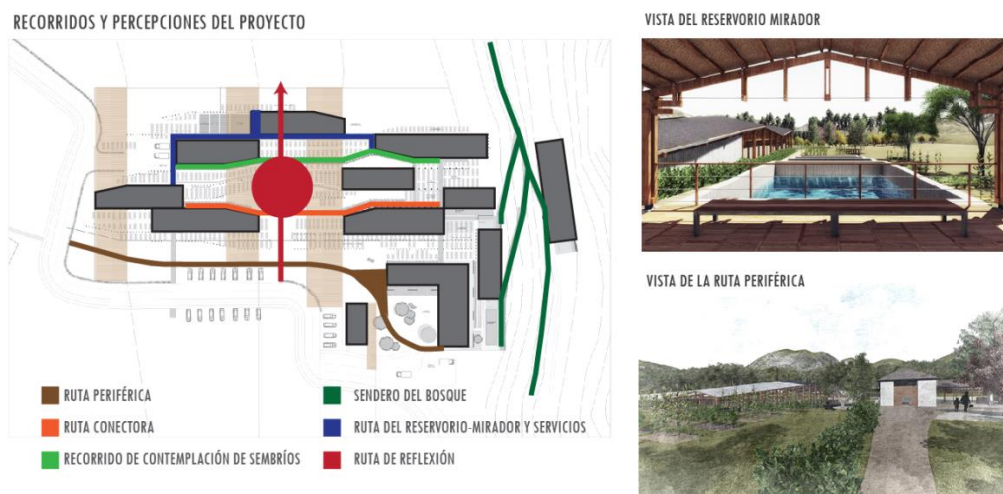 RECORRIDOS Y PERCEPCIONES DEL PROYECTO
VISTA DEL RESERVORIO MIRADOR
VISTA DE LA RUTA PERIFÉRICA
RUTA PERIFÉRICA
SENDERO DEL BOSQUE
RUTA CONECTORA
RUTA DEL RESERVORIO-MIRADOR Y SERVICIOS
RECORRIDO DE CONTEMPLACIÓN DE SEMBRÍOS
RUTA DE REFLEXIÓN